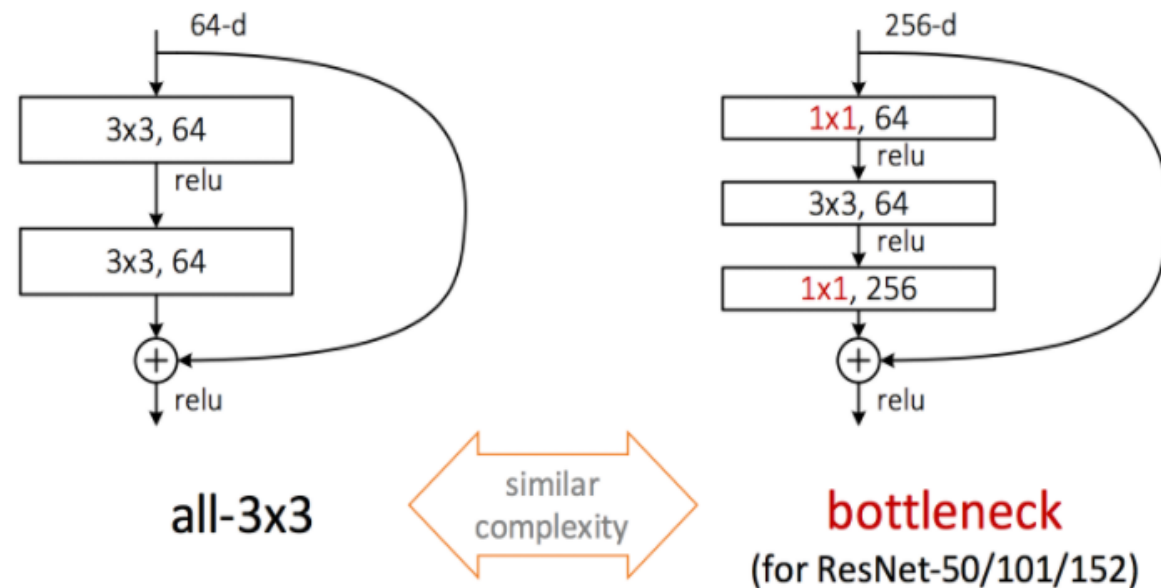 64-d
3x3, 64
relu
3x3, 64
relu
all-3x3
similar
complexity
256-d
1x1, 64
relu
3x3, 64
relu
1x1, 256
relu
bottleneck
(for ResNet-50/101/152)